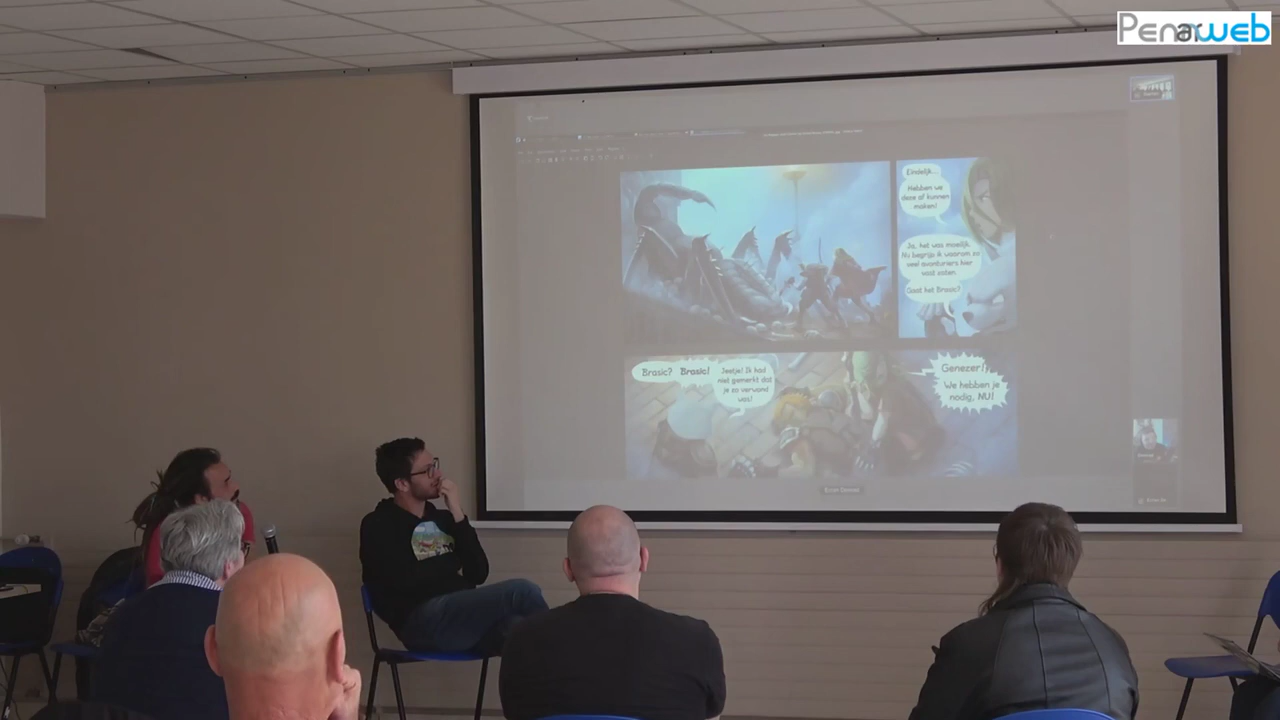 Penarweb
Eindelijk...
Hebben we
deze af kunnen
maken!
Ja, het was moeilijk.
Nu begrijp ik waarom zo
veel avonturiers hier
vast zaten.
Gaat het Brasic?
Brasic? Brasic!
Jeetje! Ik had
niet gemerkt dat
je zo verwond
was!
Genezer!
We hebben je
nodig, NU!